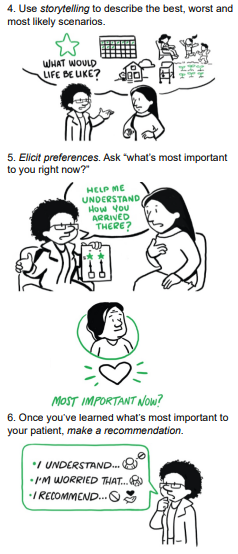 4. Use storytelling to describe the best, worst and
most likely scenarios.
WHAT WOULD
LIFE BE LIKE?
5. Elicit preferences. Ask “what’s most important
to you right now?”
HELP ME
UNDERSTAND
HOW YOU
ARRIVED
THERE?
MOST IMPORTANT NOW?
6. Once you’ve learned what’s most important to
your patient, make a recommendation.
• I UNDERSTAND...
• I'M WORRIED THAT...
• I RECOMMEND...